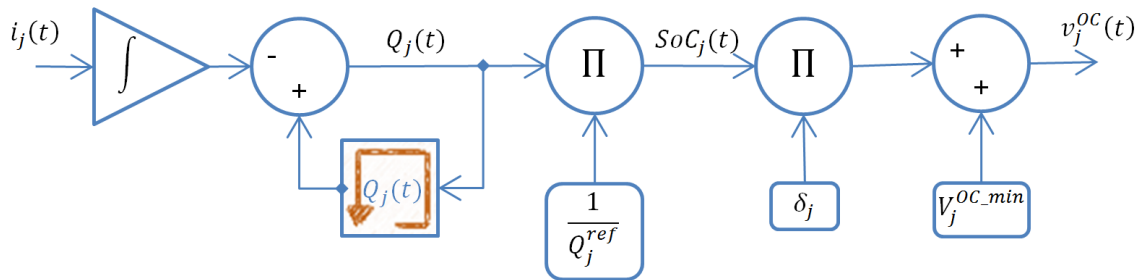 i_j(t)
∫
-
+
Q_j(t)
Q_j(t)
Π
1/Q_j^{ref}
SoC_j(t)
Π
δ_j
+
+
V_j^{OC_min}
v_j^{OC}(t)